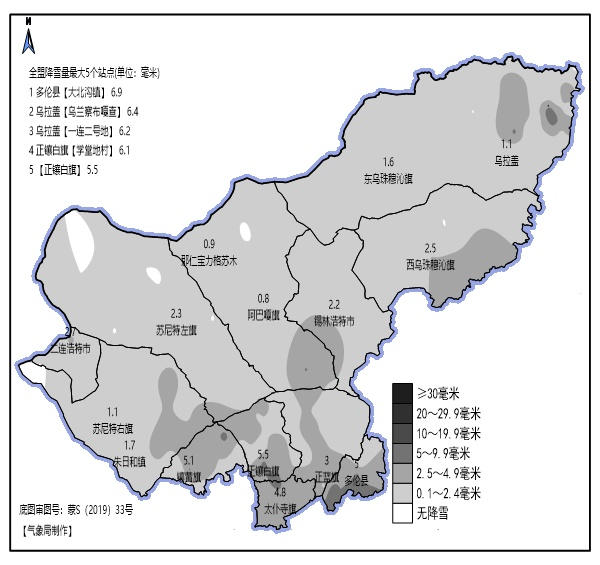 N
全盟降雪量最大5个站点(单位：毫米)
1 多伦县【大北沟镇】6.9
2 乌拉盖【乌兰察布嘎查】6.4
3 乌拉盖【一连二号地】6.2
4 正镶白旗【学堂地村】6.1
5 【正镶白旗】5.5
1.1
乌拉盖
1.6
东乌珠穆沁旗
2.5
西乌珠穆沁旗
0.9
那仁宝力格苏木
0.8
阿巴嘎旗
2.2
锡林浩特市
2.3
苏尼特左旗
2.7
二连浩特市
1.1
苏尼特右旗
1.7
朱日和镇
5.1
镶黄旗
5.5
正镶白旗
3
正蓝旗
5
多伦县
4.8
太仆寺旗
≥30毫米
20～29.9毫米
10～19.9毫米
5～9.9毫米
2.5～4.9毫米
0.1～2.4毫米
无降雪
底图审图号：蒙S（2019）33号
【气象局制作】